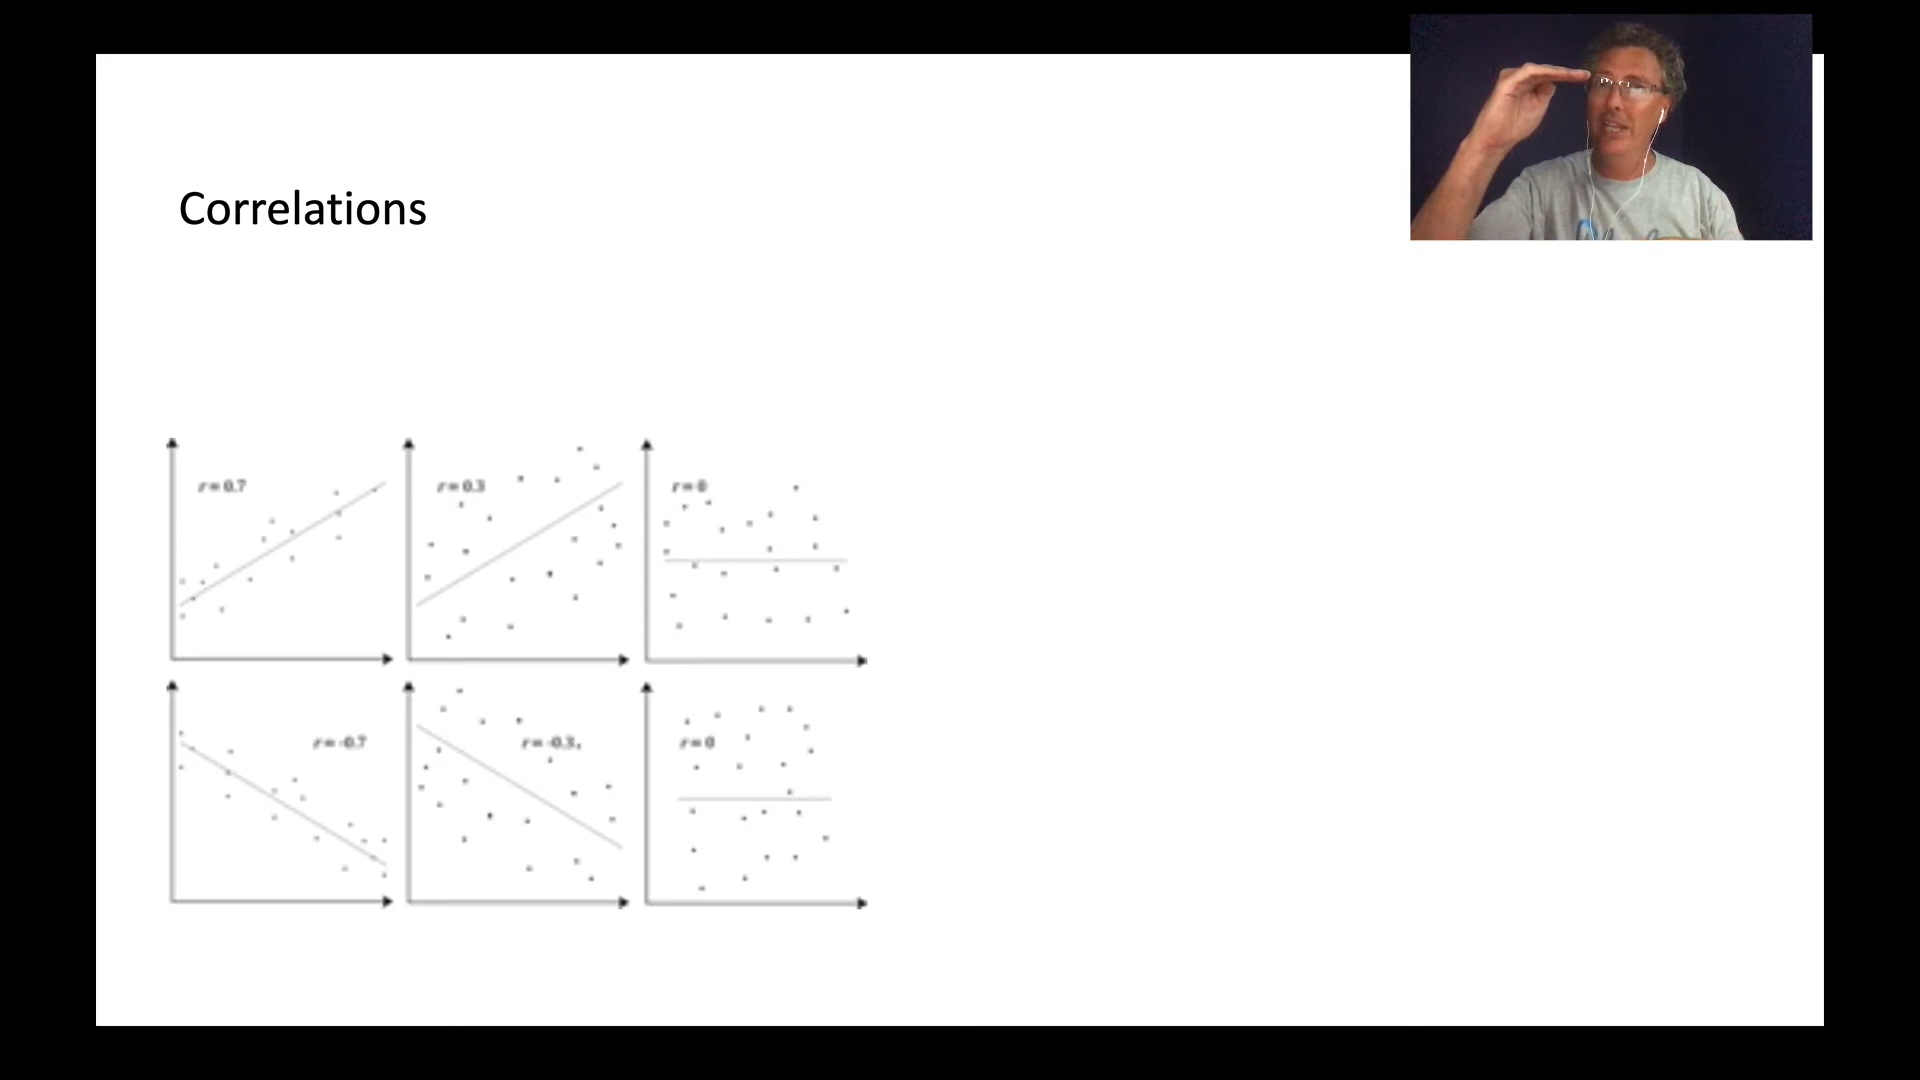 Correlations
r = 0.7
r = 0.3
r = 0
r = -0.7
r = -0.3,
r = 0